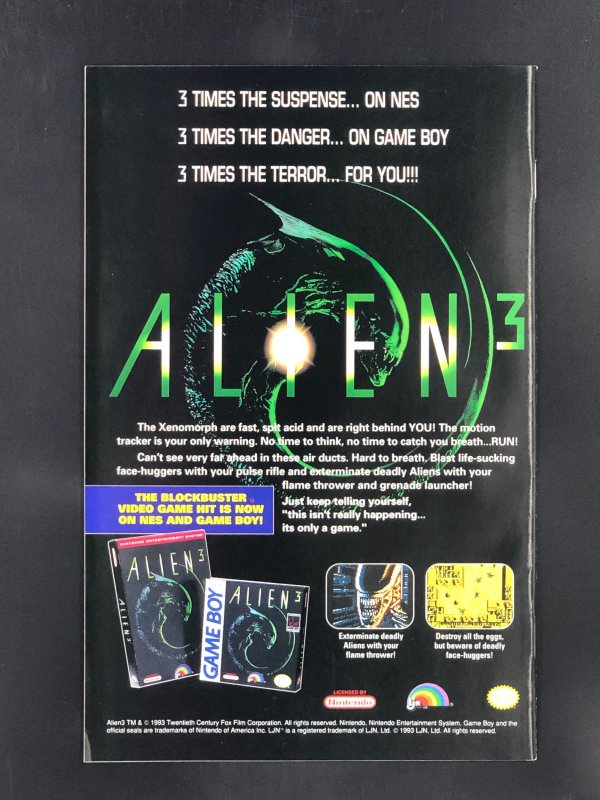 3 TIMES THE SUSPENSE... ON NES
3 TIMES THE DANGER... ON GAME BOY
3 TIMES THE TERROR... FOR YOU!!!
ALIEN 3
The Xenomorph are fast, spit acid and are right behind YOU! The motion
tracker is your only warning. No time to think, no time to catch you breath...RUN!
Can't see very far ahead in these air ducts. Hard to breath. Blast life-sucking
face-huggers with your pulse rifle and exterminate deadly Aliens with your
flame thrower and grenade launcher!
Just keep telling yourself,
"this isn't really happening...
its only a game."
THE BLOCKBUSTER
VIDEO GAME HIT IS NOW
ON NES AND GAME BOY!
NINTENDO ENTERTAINMENT SYSTEM
ALIEN 3
ALIEN 3
GAME BOY
ALIEN 3
Exterminate deadly
Aliens with your
flame thrower!
Destroy all the eggs,
but beware of deadly
face-huggers!
LICENSED BY
Nintendo
LJN
Alien3 TM & © 1993 Twentieth Century Fox Film Corporation. All rights reserved. Nintendo, Nintendo Entertainment System, Game Boy and the
official seals are trademarks of Nintendo of America Inc. LJN™ is a registered trademark of LJN, Ltd. © 1993 LJN, Ltd. All rights reserved.